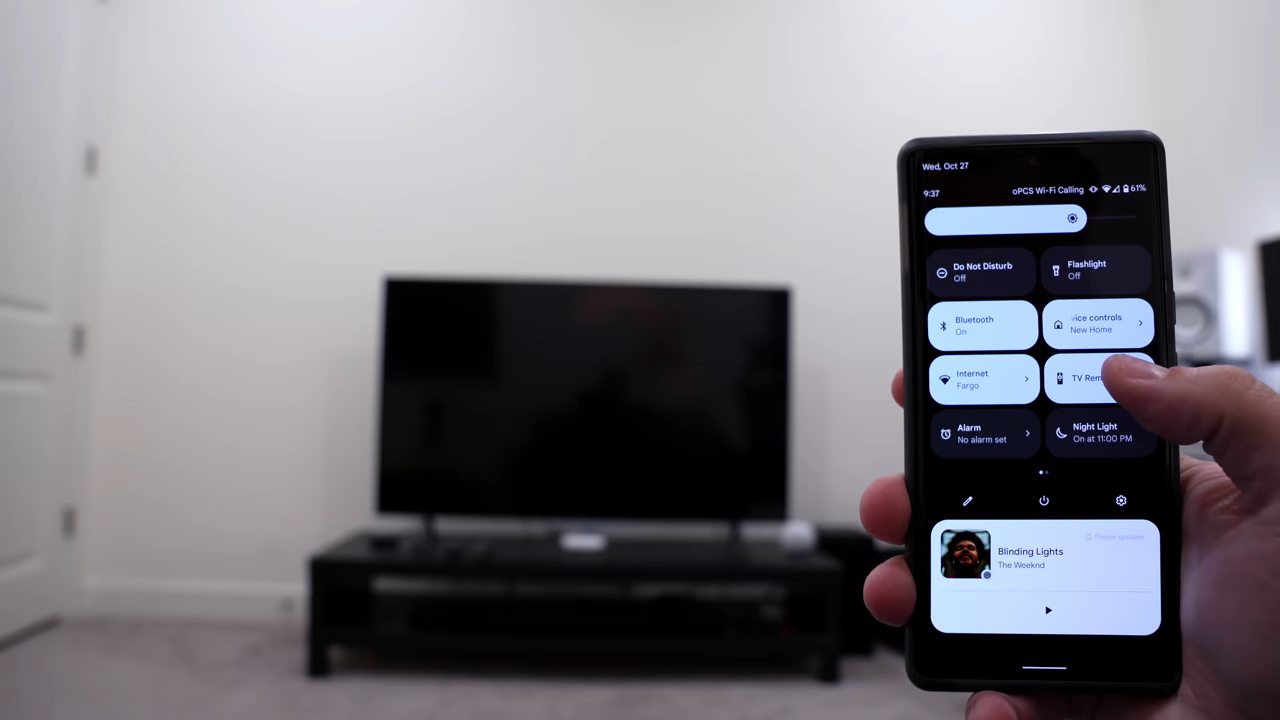 Wed, Oct 27
9:37
oPCS Wi-Fi Calling
61%
Do Not Disturb
Off
Flashlight
Off
Bluetooth
On
vice controls
New Home
Internet
Fargo
TV Rem
Alarm
No alarm set
Night Light
On at 11:00 PM
Phone speaker
Blinding Lights
The Weeknd